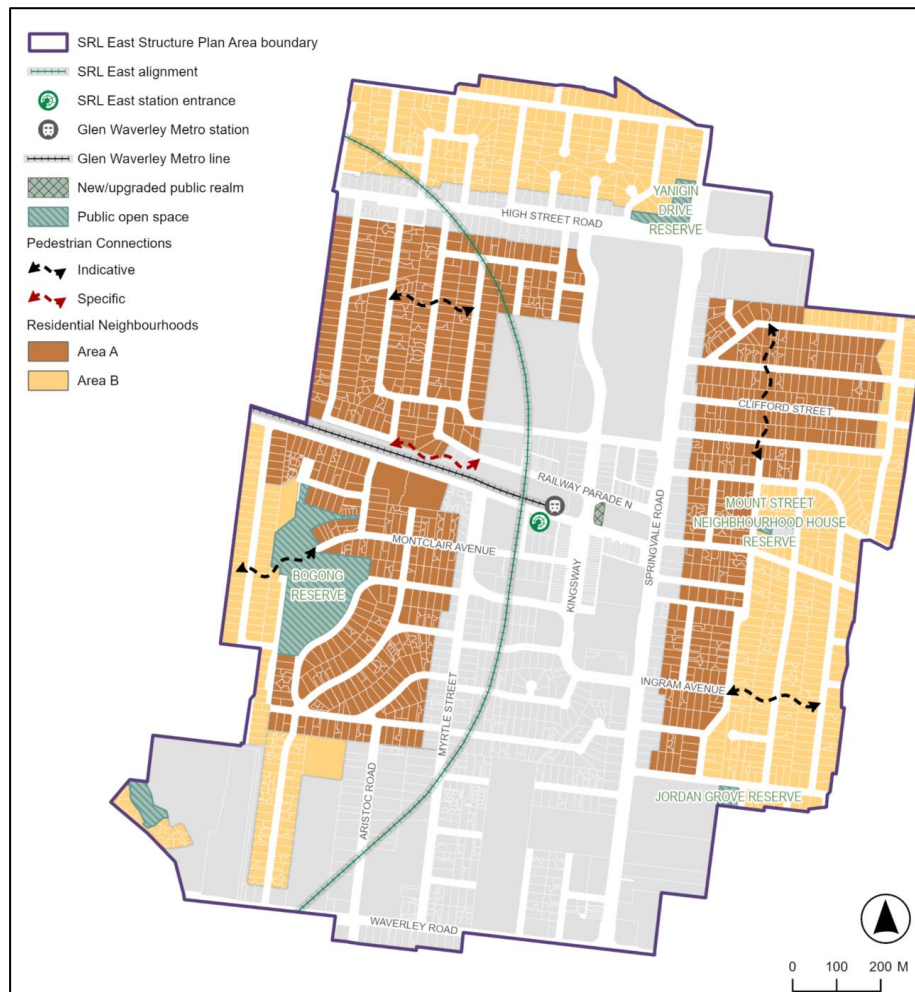 SRL East Structure Plan Area boundary
SRL East alignment
SRL East station entrance
Glen Waverley Metro station
Glen Waverley Metro line
New/upgraded public realm
Public open space
Pedestrian Connections
Indicative
Specific
Residential Neighbourhoods
Area A
Area B
YANIGIN
DRIVE
RESERVE
HIGH STREET ROAD
CLIFFORD STREET
RAILWAY PARADE N
MOUNT STREET
NEIGHBOURHOOD HOUSE
RESERVE
MONTCLAIR AVENUE
SPRINGVALE ROAD
KINGSWAY
BOGONG
RESERVE
INGRAM AVENUE
MYRTLE STREET
ARISTOC ROAD
JORDAN GROVE RESERVE
WAVERLEY ROAD
0 100 200 M